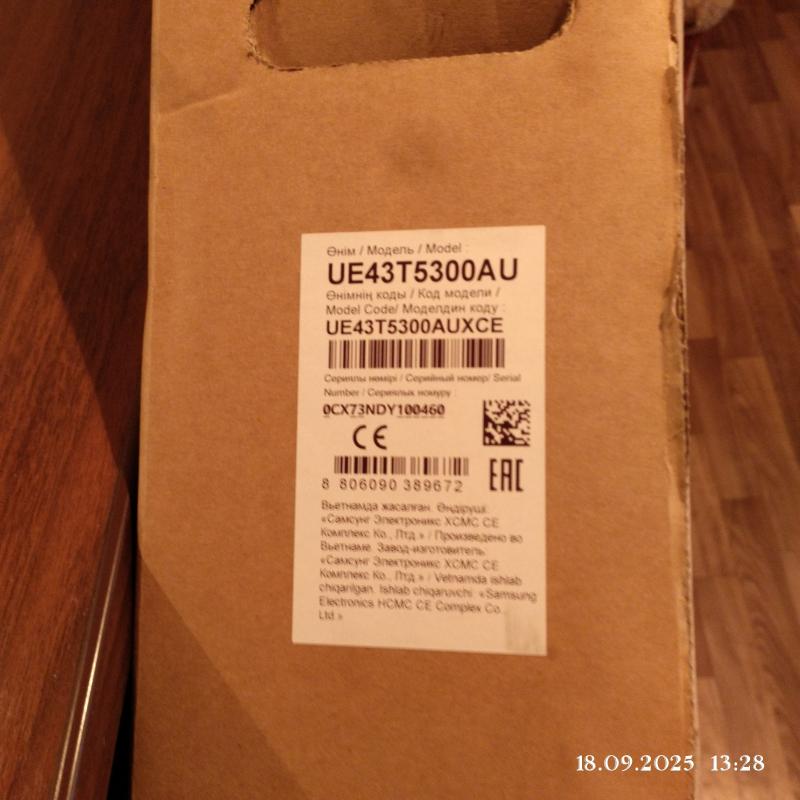 Өнім / Модель / Model :
UE43T5300AU
Өнімнің коды / Код модели /
Model Code/ Моделдин коду :
UE43T5300AUXCE
Сериялы нөмірі / Серийный номер/ Serial
Number / Сериялык номуру :
0CX73NDY100460
CE
EAC
8 806090 389672
Вьетнамда жасалған. Өндіруші:
«Самсунг Электроникс ХСМС СЕ
Комплекс Ко., Лтд.» / Произведено во
Вьетнаме. Завод-изготовитель:
«Самсунг Электроникс ХСМС СЕ
Комплекс Ко., Лтд.» / Vetnamda ishlab
chiqarilgan. Ishlab chiqaruvchi: «Samsung
Electronics HCMC CE Complex Co.,
Ltd.»
18.09.2025 13:28